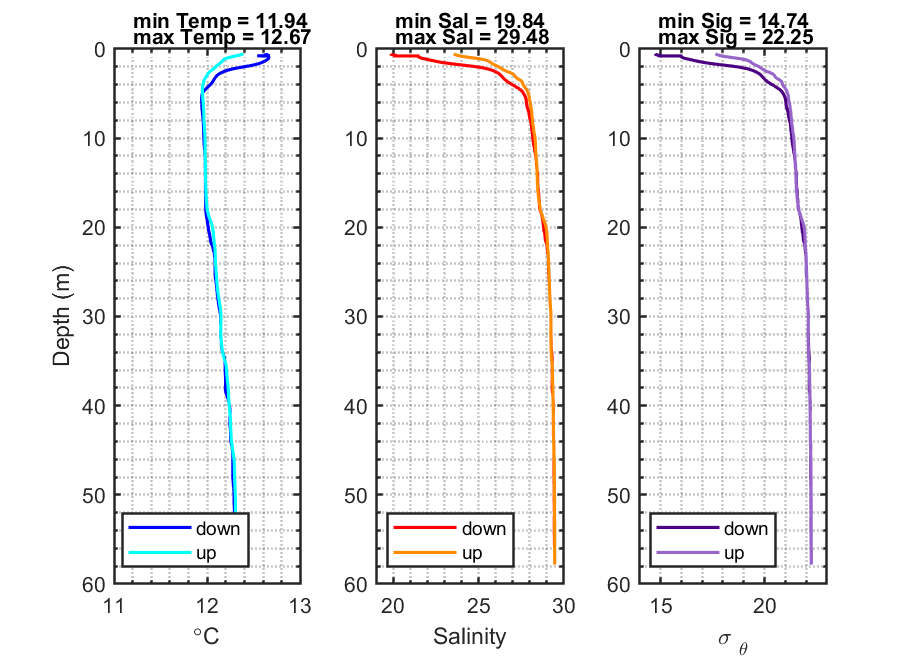 min Temp = 11.94
max Temp = 12.67
min Sal = 19.84
max Sal = 29.48
min Sig = 14.74
max Sig = 22.25
0
10
20
30
40
50
60
Depth (m)
11 12 13
°C
down
up
0
10
20
30
40
50
60
20 25 30
Salinity
down
up
0
10
20
30
40
50
60
15 20
σ θ
down
up